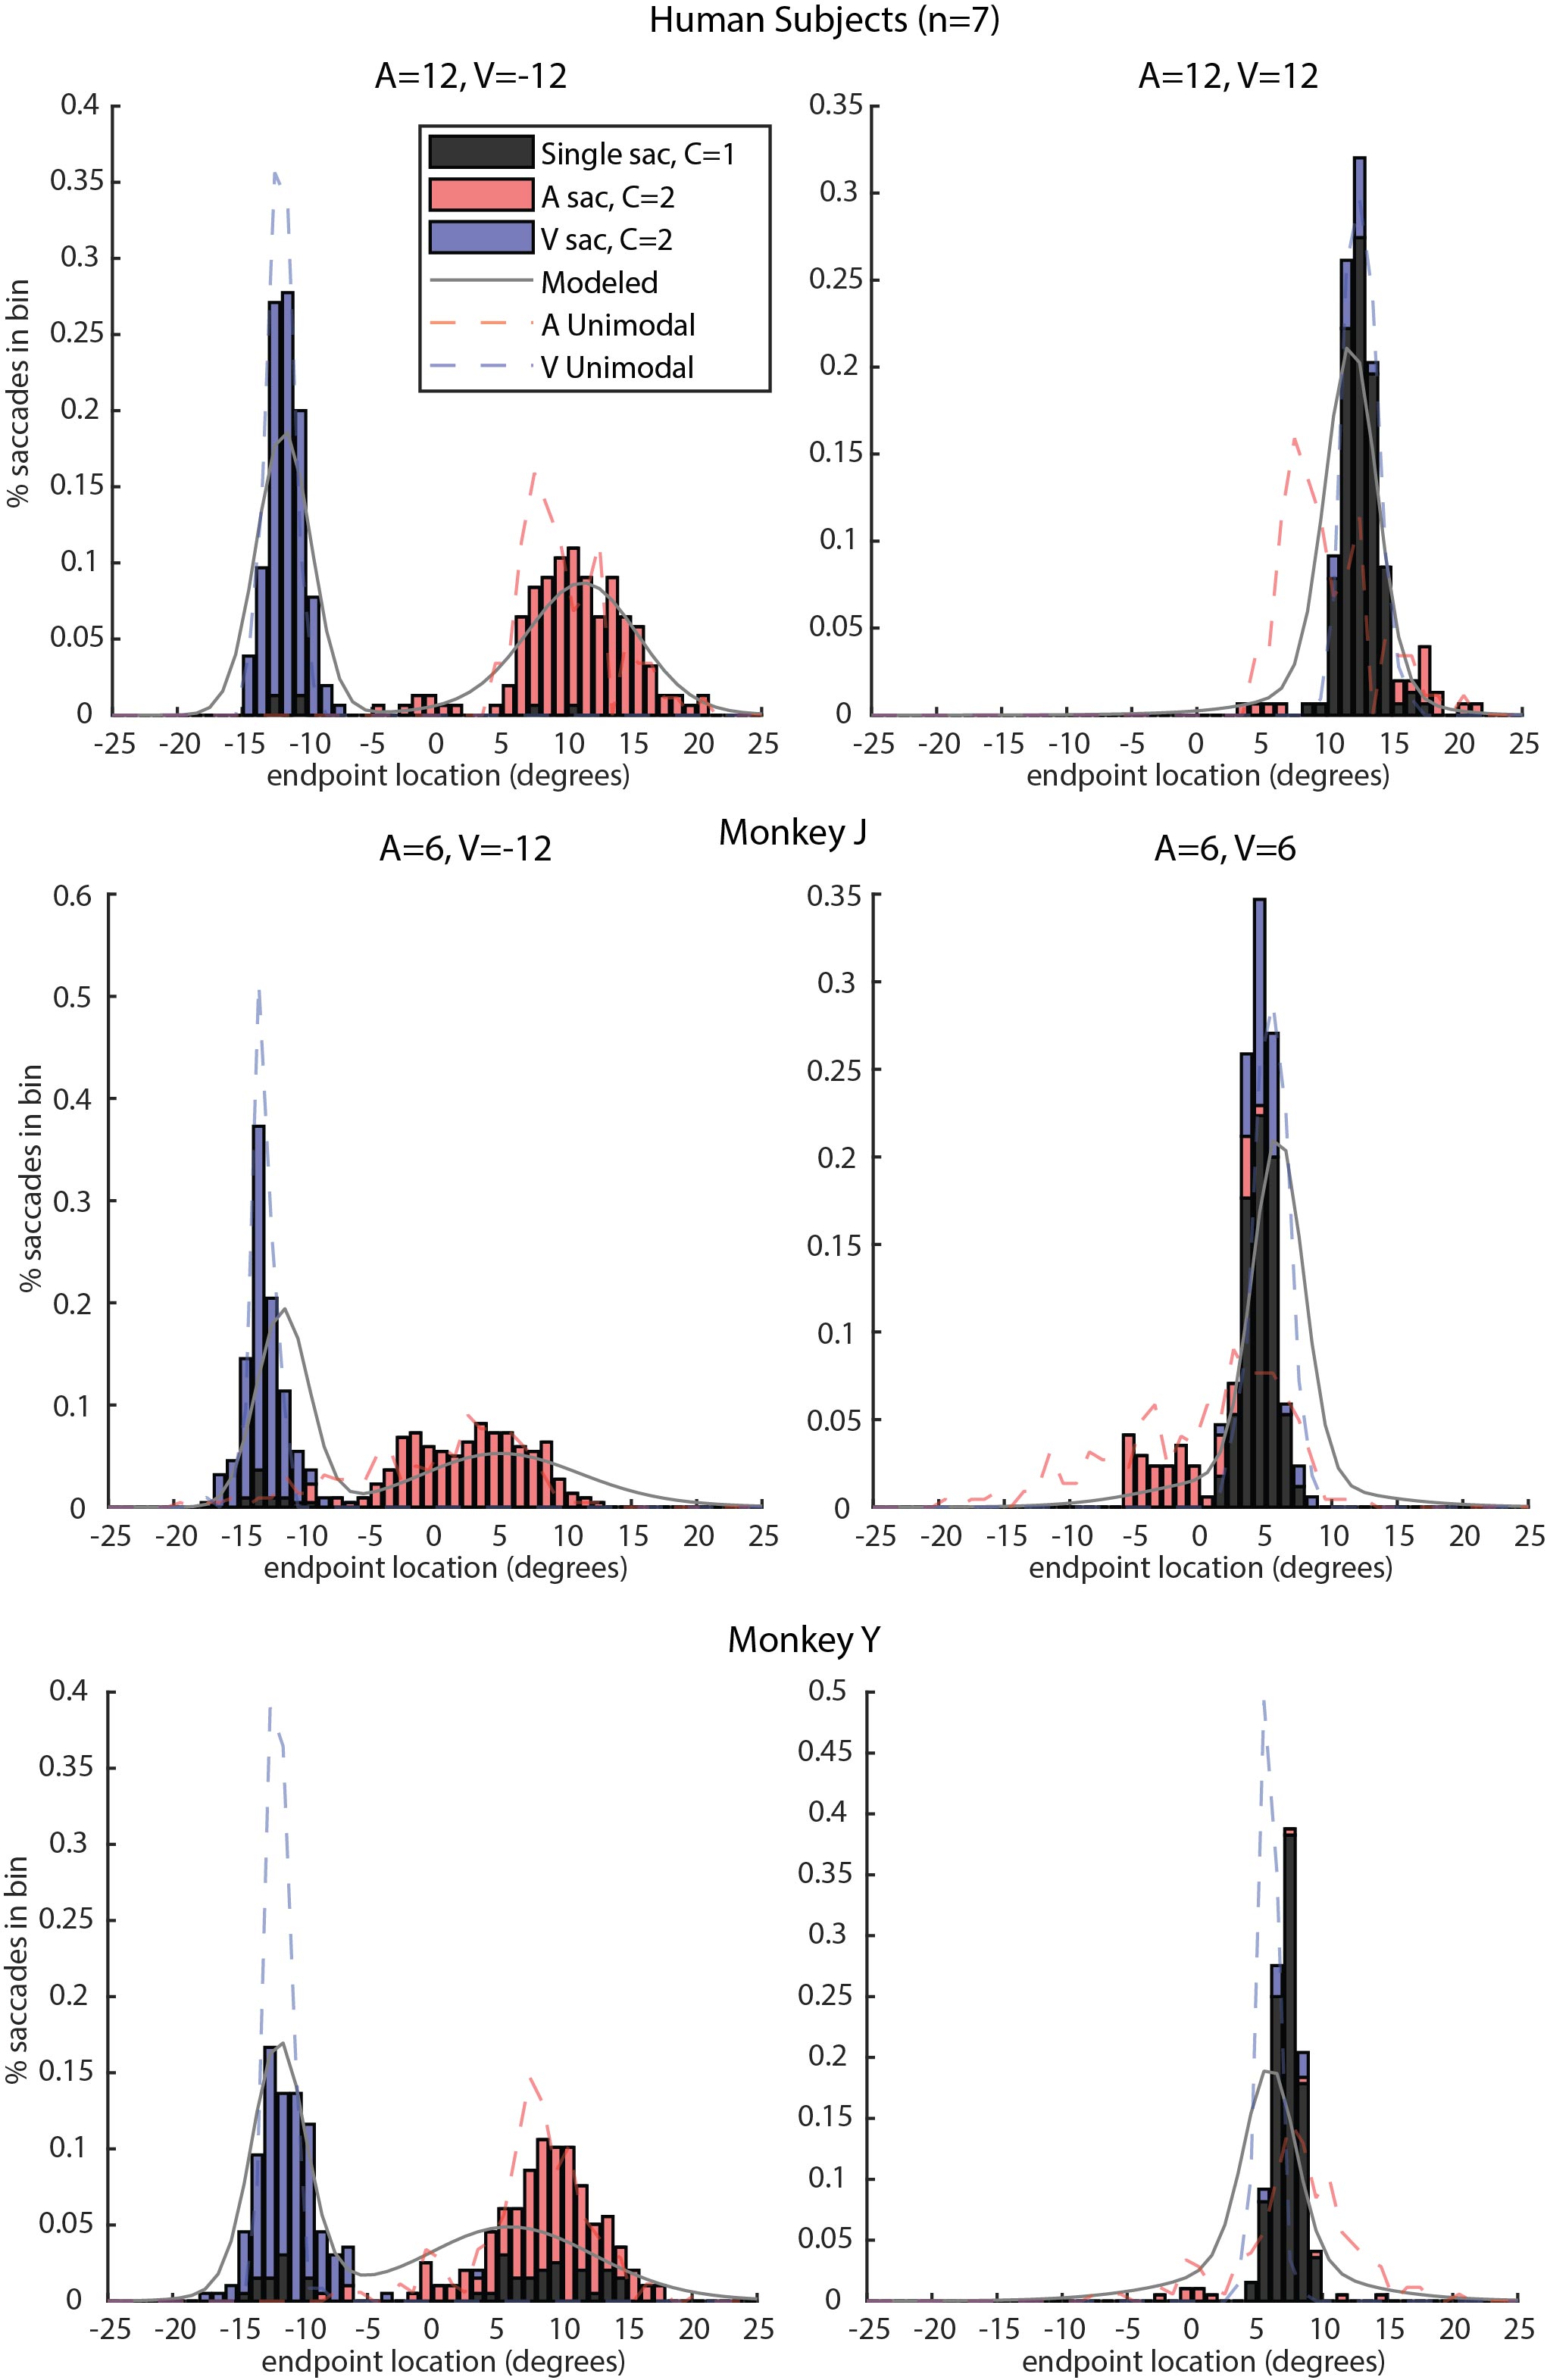 Human Subjects (n=7)
A=12, V=-12
A=12, V=12
% saccades in bin
0.4
0.35
0.3
0.25
0.2
0.15
0.1
0.05
0
Single sac, C=1
A sac, C=2
V sac, C=2
Modeled
A Unimodal
V Unimodal
-25 -20 -15 -10 -5 0 5 10 15 20 25
endpoint location (degrees)
0.35
0.3
0.25
0.2
0.15
0.1
0.05
0
-25 -20 -15 -10 -5 0 5 10 15 20 25
endpoint location (degrees)
Monkey J
A=6, V=-12
A=6, V=6
% saccades in bin
0.6
0.5
0.4
0.3
0.2
0.1
0
-25 -20 -15 -10 -5 0 5 10 15 20 25
endpoint location (degrees)
0.35
0.3
0.25
0.2
0.15
0.1
0.05
0
-25 -20 -15 -10 -5 0 5 10 15 20 25
endpoint location (degrees)
Monkey Y
% saccades in bin
0.4
0.35
0.3
0.25
0.2
0.15
0.1
0.05
0
-25 -20 -15 -10 -5 0 5 10 15 20 25
endpoint location (degrees)
0.5
0.45
0.4
0.35
0.3
0.25
0.2
0.15
0.1
0.05
0
-25 -20 -15 -10 -5 0 5 10 15 20 25
endpoint location (degrees)